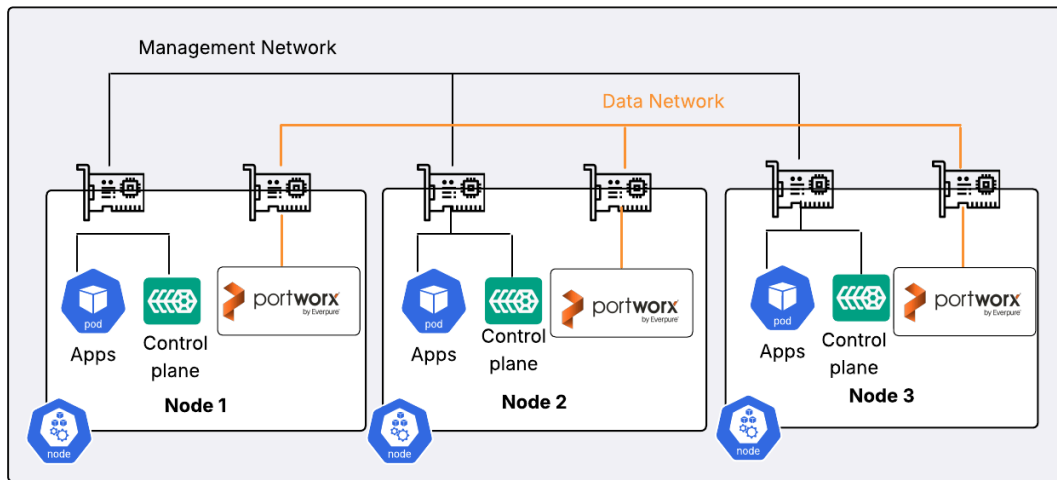 Management Network
Data Network
pod
Apps
Control
plane
portworx
by Everpure
Node 1
node
pod
Apps
Control
plane
portworx
by Everpure
Node 2
node
pod
Apps
Control
plane
portworx
by Everpure
Node 3
node